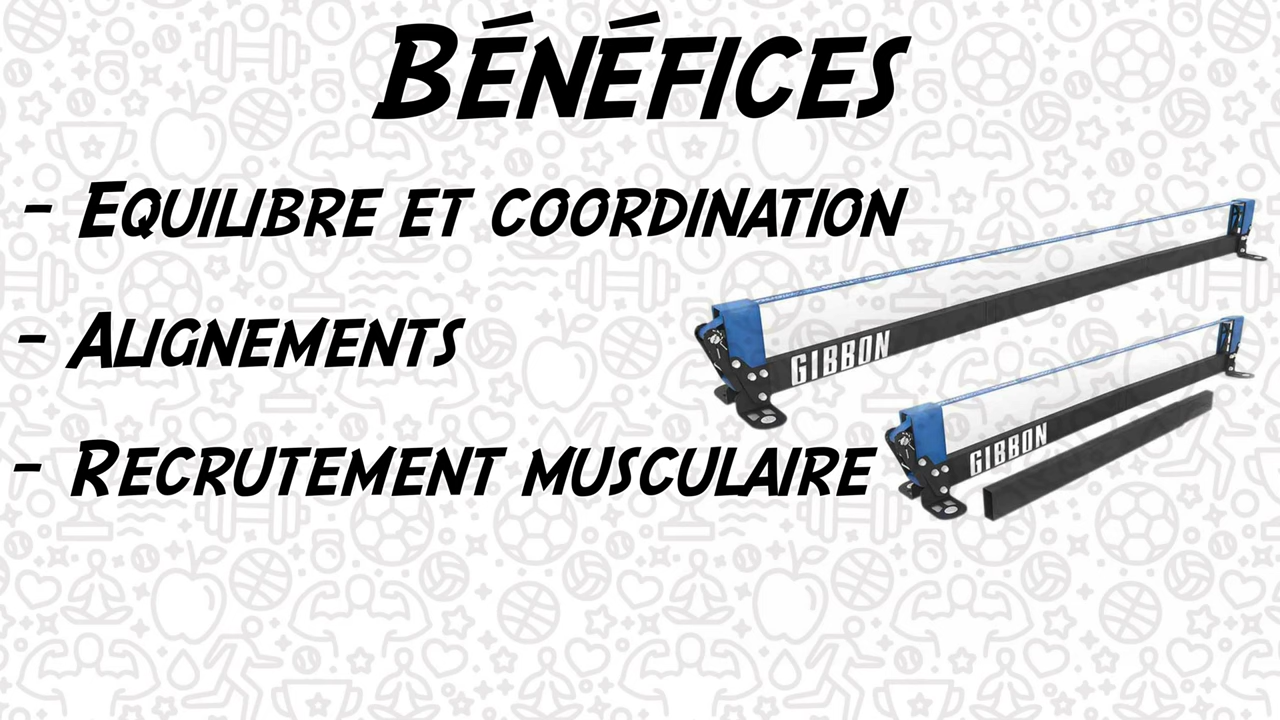 BÉNÉFICES
- EQUILIBRE ET COORDINATION
- ALIGNEMENTS
GIBBON
GIBBON
- RECRUTEMENT MUSCULAIRE